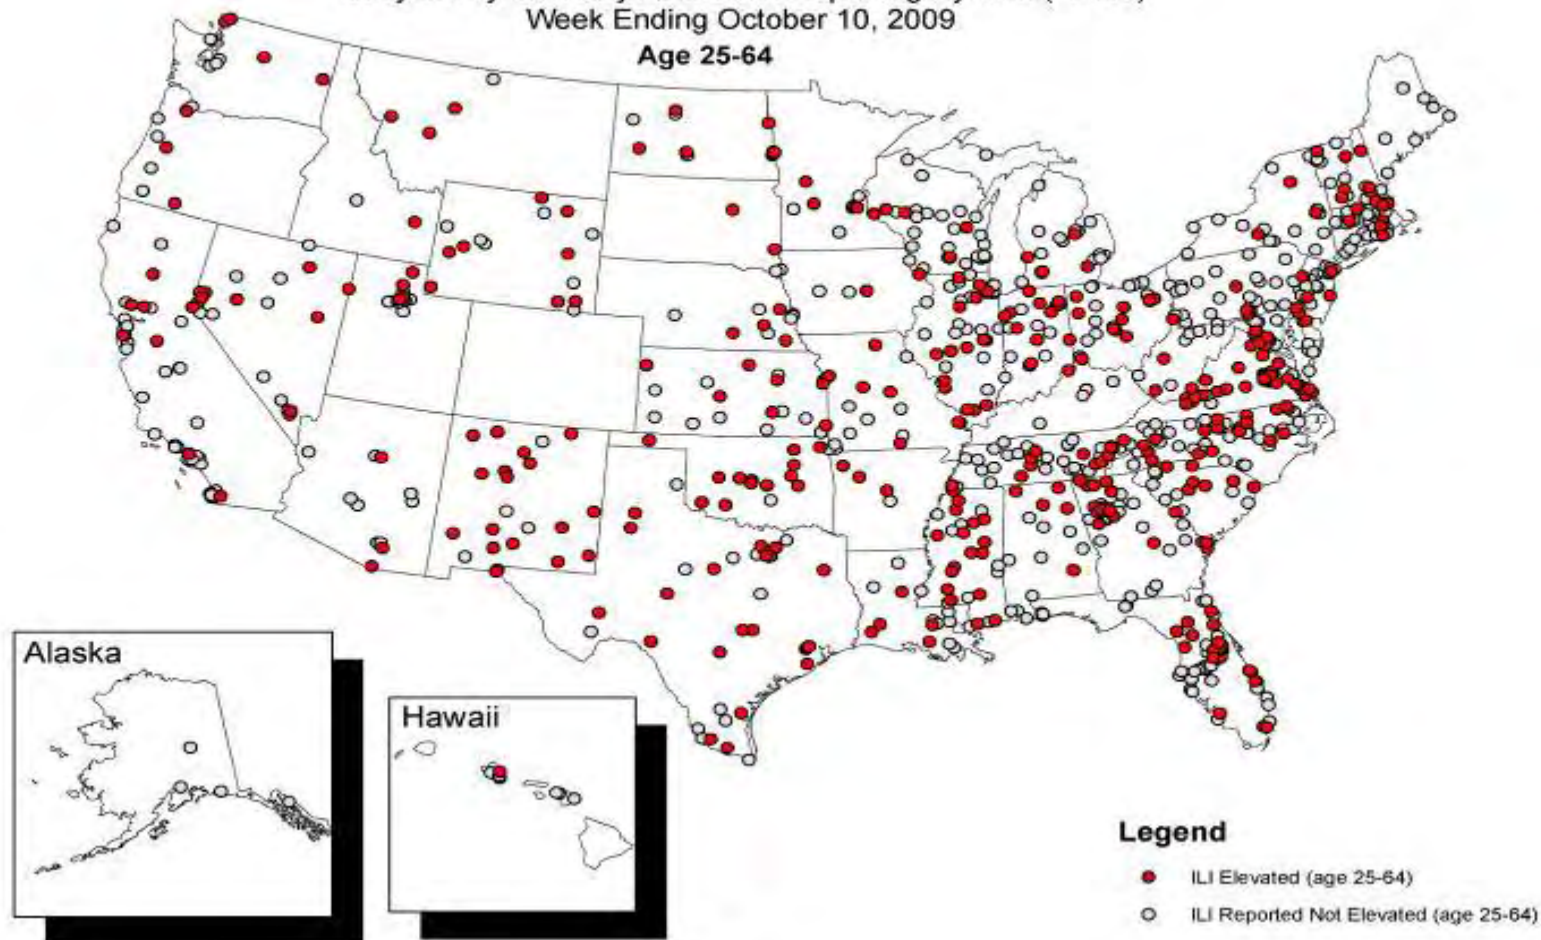 Week Ending October 10, 2009
Age 25-64
Alaska
Hawaii
Legend
ILI Elevated (age 25-64)
ILI Reported Not Elevated (age 25-64)